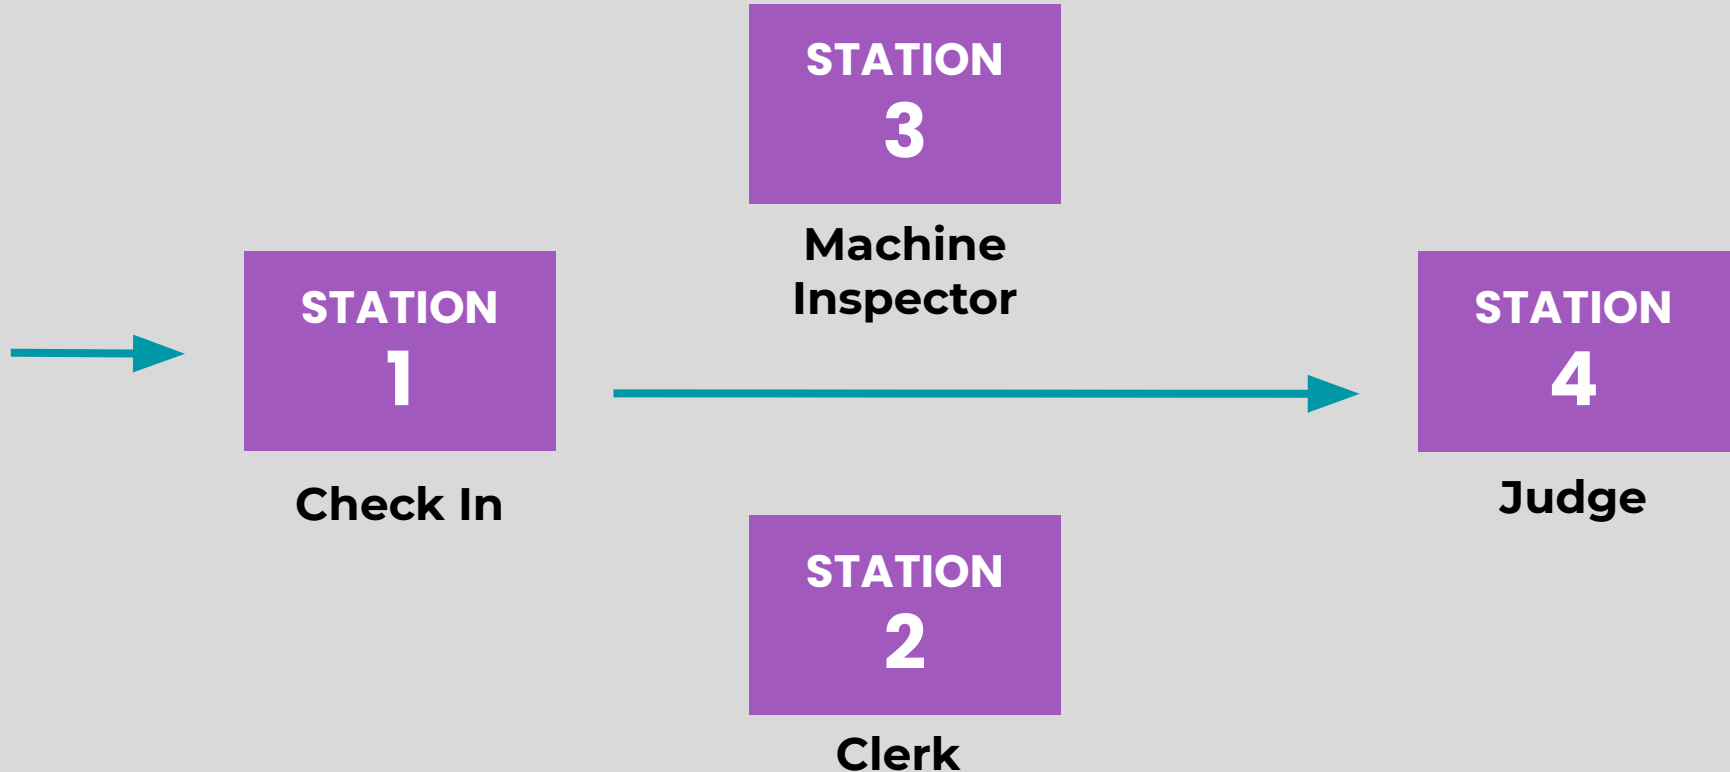 STATION
3
Machine
Inspector
STATION
1
Check In
STATION
4
Judge
STATION
2
Clerk